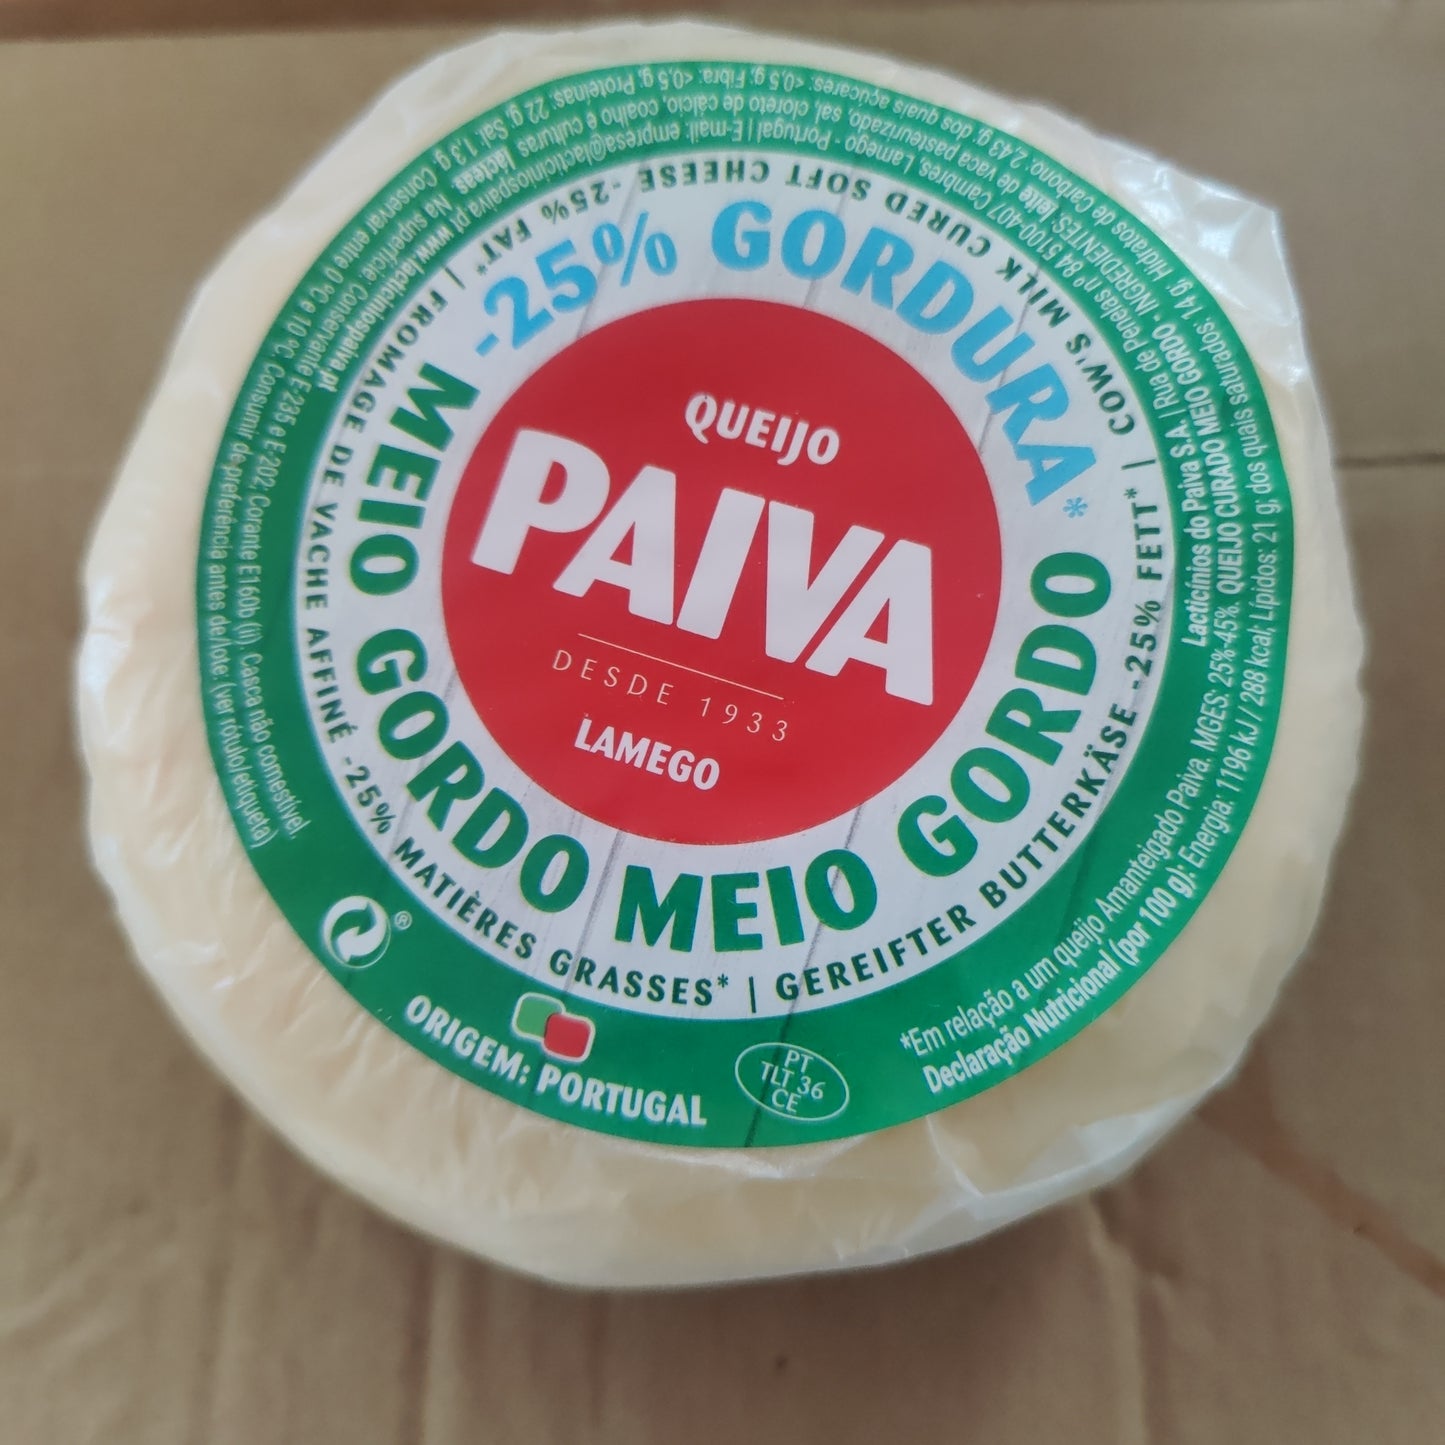 QUEIJO
PAIVA
DESDE 1933
LAMEGO
-25% GORDURA*
MEIO GORDO MEIO GORDO
COW'S MILK CURED SOFT CHEESE -25% FAT* | FROMAGE DE VACHE AFFINÉ -25% MATIÈRES GRASSES* | GEREIFTER BUTTERKÄSE -25% FETT* |
Lacticínios do Paiva S.A. / Rua de Penelas nº 84 5100-407 Cambres, Lamego - Portugal | E-mail: empresa@lacticiniospaiva.pt www.lacticiniospaiva.pt
*Em relação a um queijo Amanteigado Paiva. MGES: 25%-45%. QUEIJO CURADO MEIO GORDO - INGREDIENTES: leite de vaca pasteurizado, sal, cloreto de cálcio, coalho e culturas lácteas. Na superfície: Conservante E-235 e E-202; Corante E160b (ii). Casca não comestível.
Declaração Nutricional (por 100 g): Energia: 1196 kJ / 288 kcal; Lípidos: 21 g; dos quais saturados: 14 g; Hidratos de Carbono: 2,43 g; dos quais açúcares: <0,5 g; Fibra: <0,5 g; Proteínas: 22 g; Sal: 1,3 g
Conservar entre 0 ºC e 10 ºC. Consumir de preferência antes de/lote: (ver rótulo/etiqueta)
®
ORIGEM: PORTUGAL
PT
TLT 36
CE